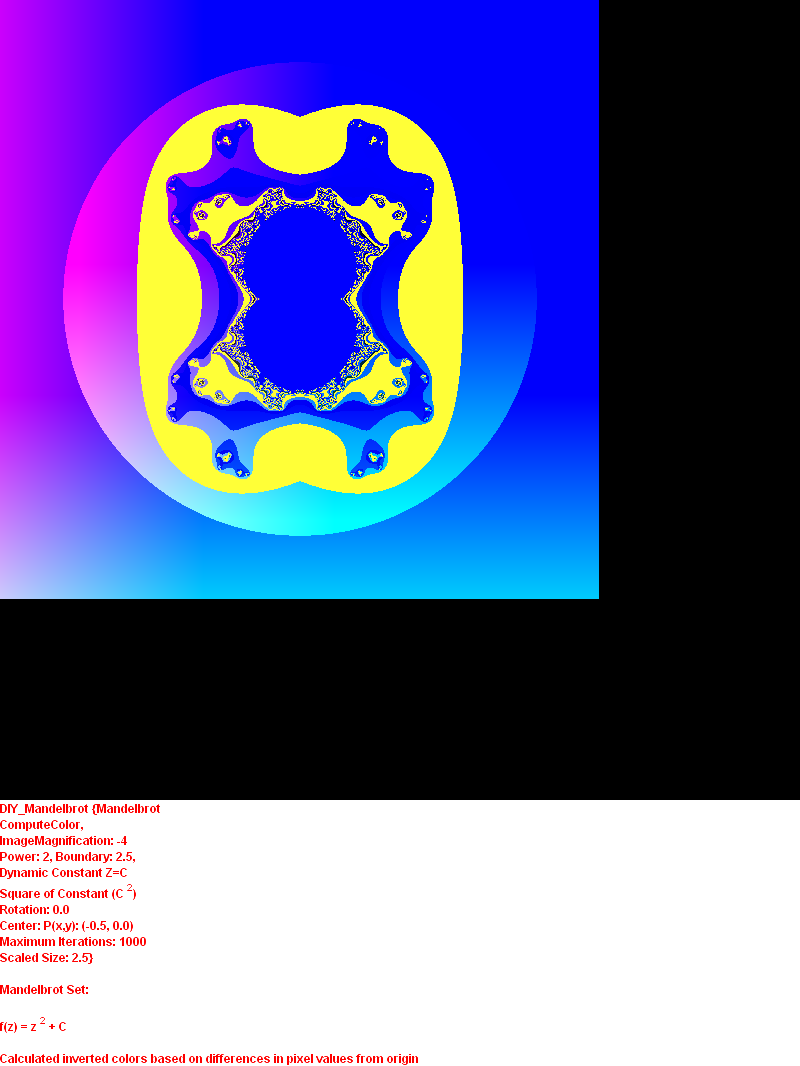 DIY_Mandelbrot {Mandelbrot
ComputeColor,
ImageMagnification: -4
Power: 2, Boundary: 2.5,
Dynamic Constant Z=C
Square of Constant (C ²)
Rotation: 0.0
Center: P(x,y): (-0.5, 0.0)
Maximum Iterations: 1000
Scaled Size: 2.5}
Mandelbrot Set:
f(z) = z ² + C
Calculated inverted colors based on differences in pixel values from origin